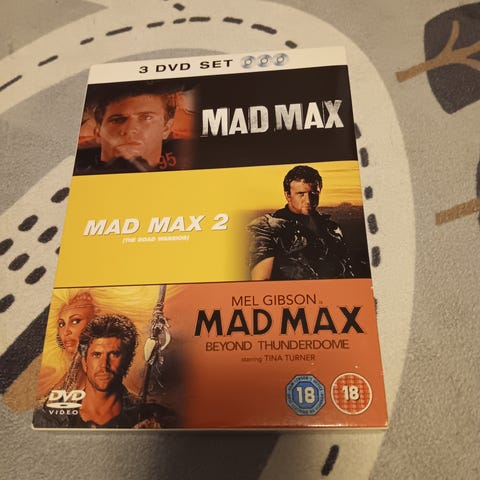 3 DVD SET
MAD MAX
95
MAD MAX 2
(THE ROAD WARRIOR)
MEL GIBSON is
MAD MAX
BEYOND THUNDERDOME
starring TINA TURNER
DVD
VIDEO
18
18